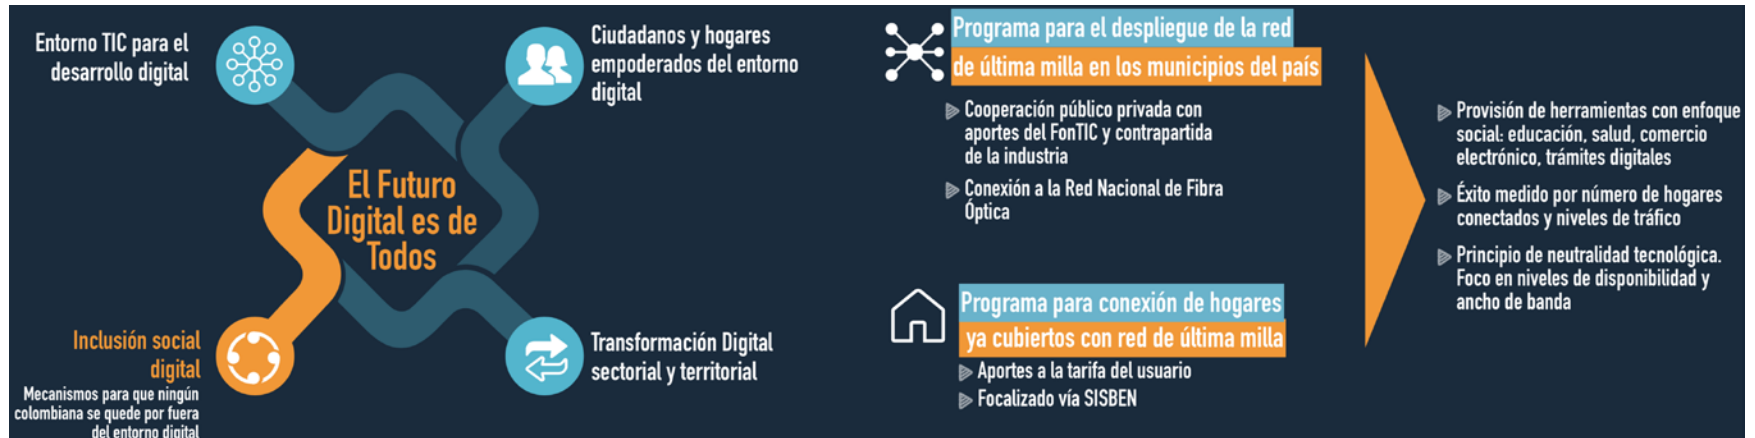 Entorno TIC para el
desarrollo digital
Ciudadanos y hogares
empoderados del entorno
digital
El Futuro
Digital es de
Todos
Inclusión social
digital
Mecanismos para que ningún
colombiana se quede por fuera
del entorno digital
Transformación Digital
sectorial y territorial
Programa para el despliegue de la red
de última milla en los municipios del país
Cooperación público privada con
aportes del FonTIC y contrapartida
de la industria
Conexión a la Red Nacional de Fibra
Óptica
Programa para conexión de hogares
ya cubiertos con red de última milla
Aportes a la tarifa del usuario
Focalizado vía SISBEN
Provisión de herramientas con enfoque
social: educación, salud, comercio
electrónico, trámites digitales
Éxito medido por número de hogares
conectados y niveles de tráfico
Principio de neutralidad tecnológica.
Foco en niveles de disponibilidad y
ancho de banda